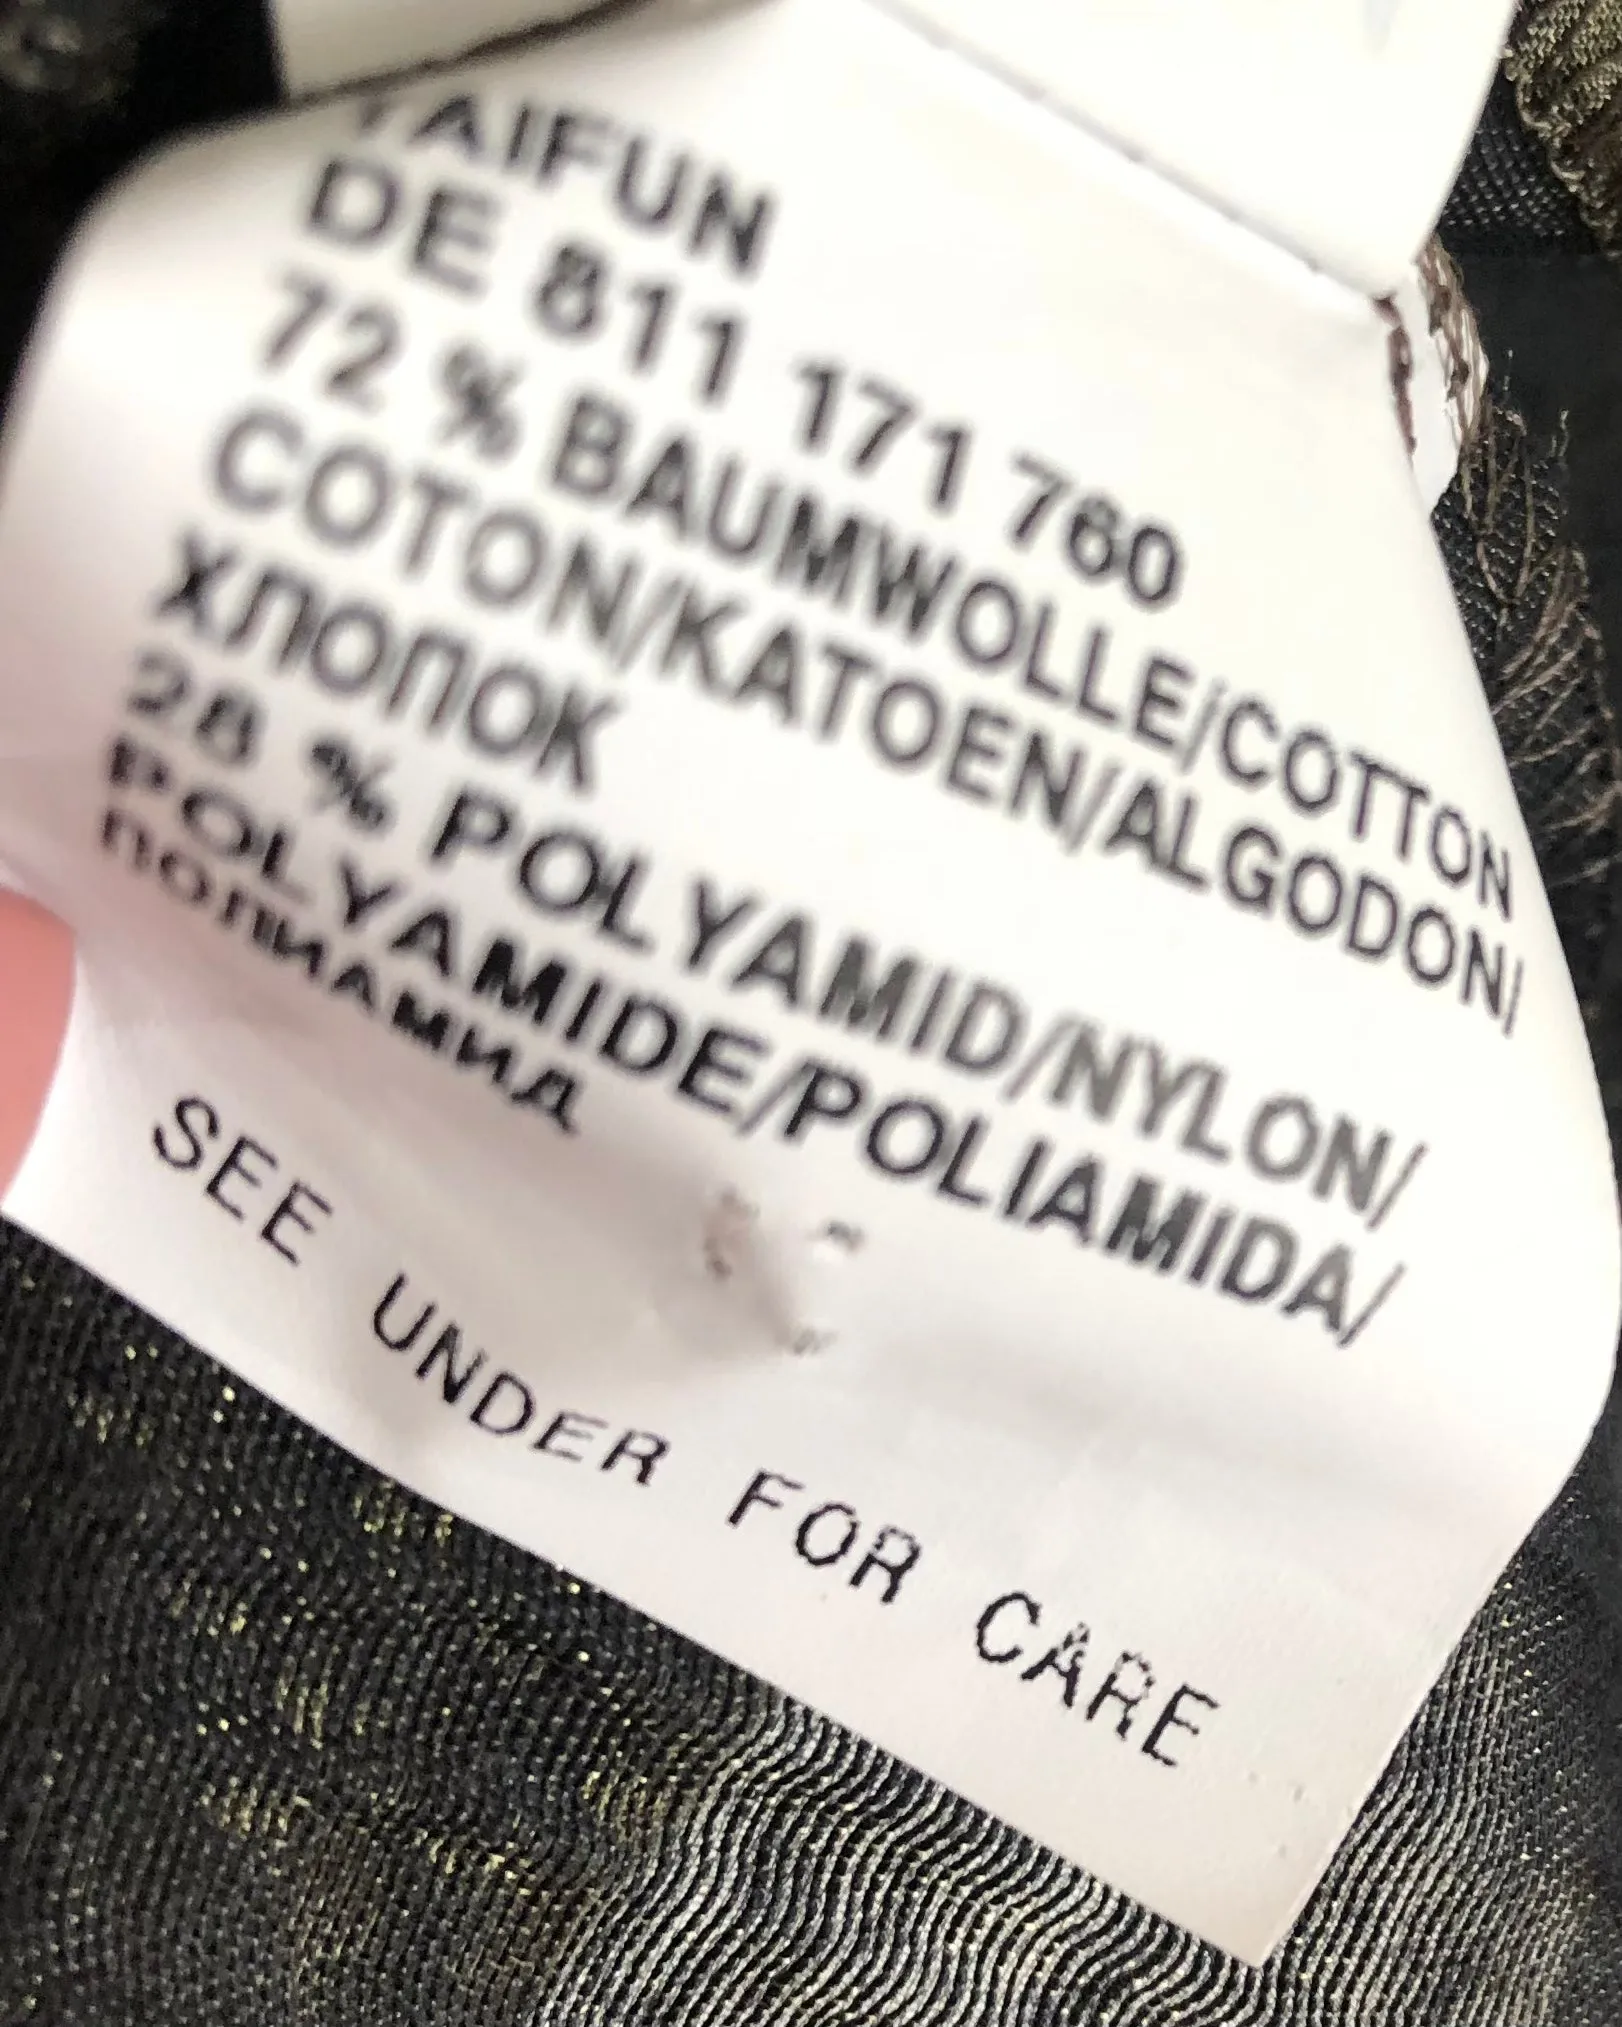 TAIFUN
DE 811 171 760
72 % BAUMWOLLE/COTTON
COTON/KATOEN/ALGODON/
ХЛОПОК
28 % POLYAMID/NYLON/
POLYAMIDE/POLIAMIDA/
ПОЛИАМИД
SEE UNDER FOR CARE